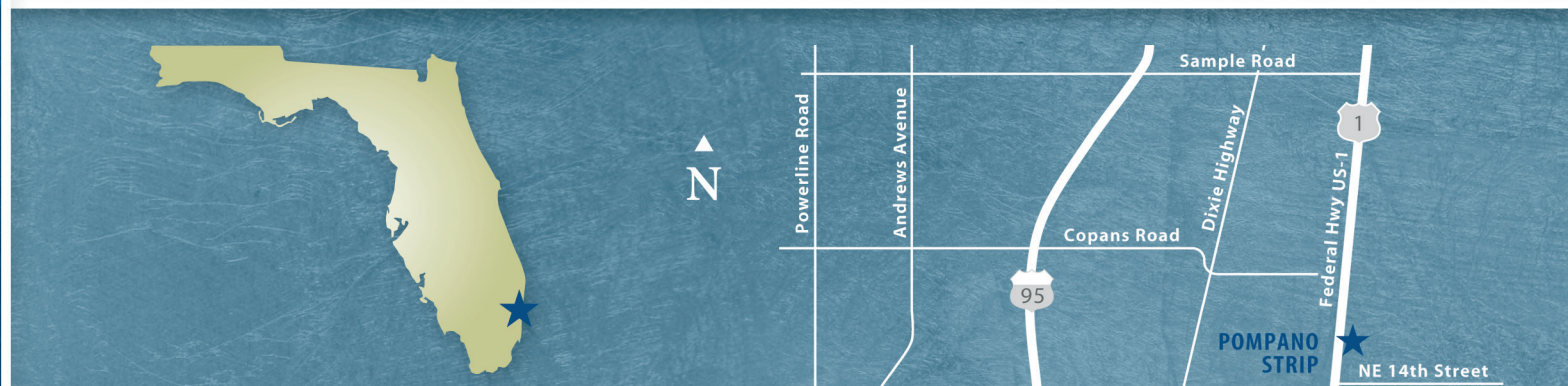 N
Sample Road
Powerline Road
Andrews Avenue
Dixie Highway
1
Federal Hwy US-1
Copans Road
95
POMPANO
STRIP
NE 14th Street